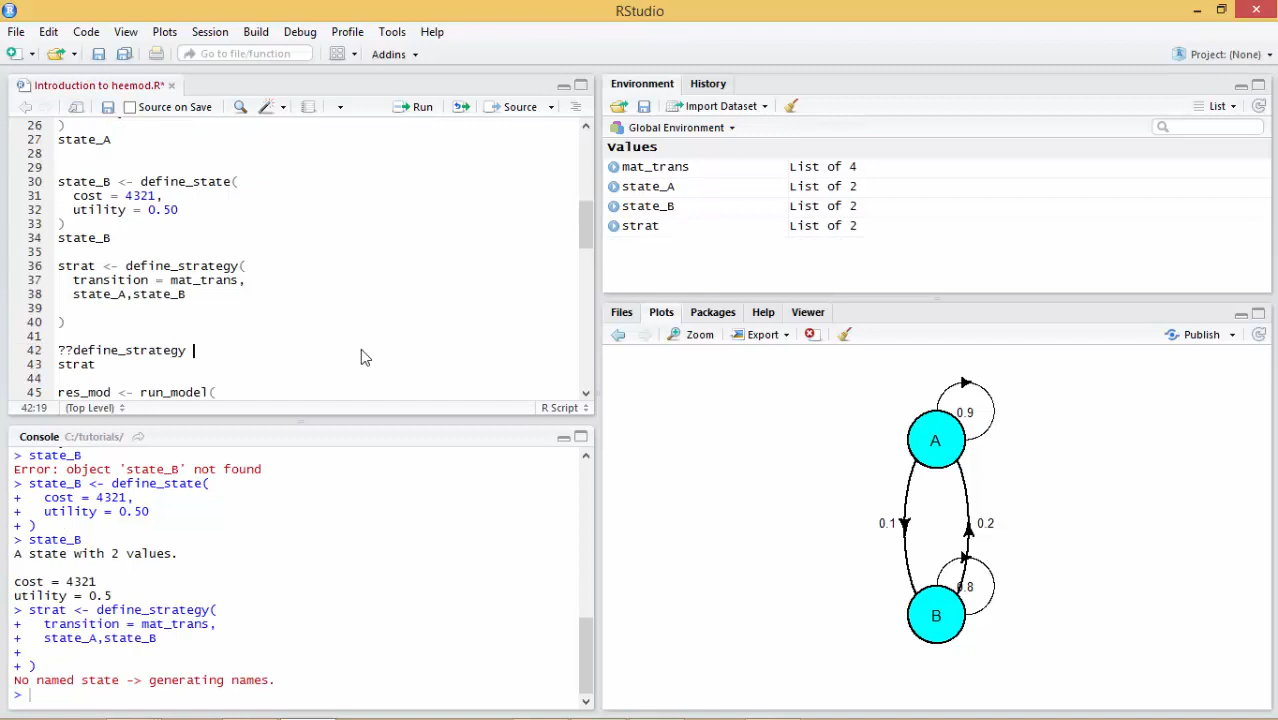 RStudio
File Edit Code View Plots Session Build Debug Profile Tools Help
Go to file/function Addins Project: (None)
Introduction to heemod.R*
Source on Save Run Source
26 )
27 state_A
28
29
30 state_B <- define_state(
31 cost = 4321,
32 utility = 0.50
33 )
34 state_B
35
36 strat <- define_strategy(
37 transition = mat_trans,
38 state_A,state_B
39
40 )
41
42 ??define_strategy
43 strat
44
45 res_mod <- run_model(
42:19 (Top Level) R Script
Console C:/tutorials/
> state_B
Error: object 'state_B' not found
> state_B <- define_state(
+ cost = 4321,
+ utility = 0.50
+ )
> state_B
A state with 2 values.
cost = 4321
utility = 0.5
> strat <- define_strategy(
+ transition = mat_trans,
+ state_A,state_B
+
+ )
No named state -> generating names.
>
Environment History
Import Dataset List
Global Environment
Values
mat_trans List of 4
state_A List of 2
state_B List of 2
strat List of 2
Files Plots Packages Help Viewer
Zoom Export Publish
0.9
A
0.1 0.2
0.8
B